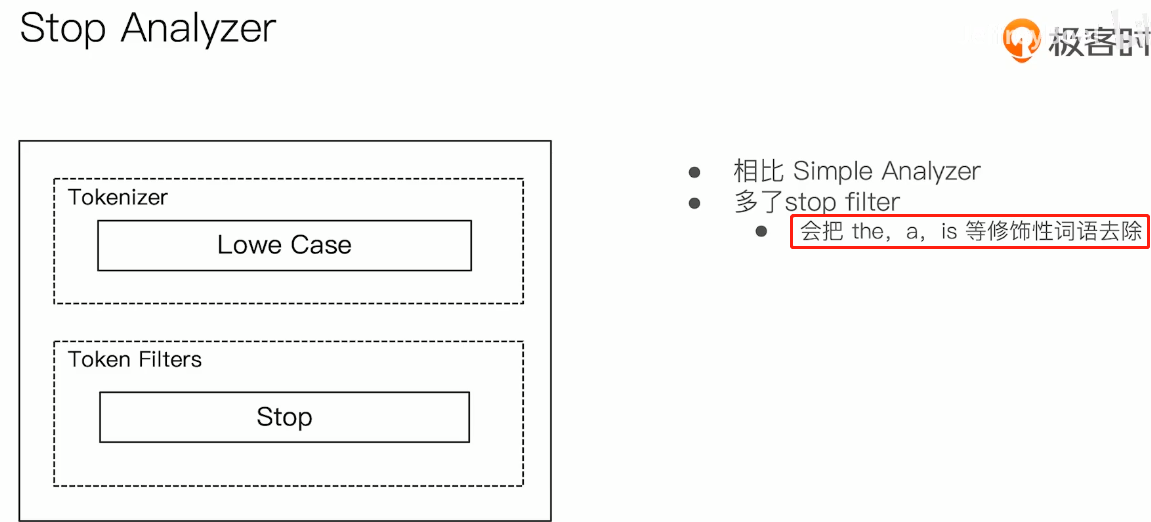 Stop Analyzer
极客时
Tokenizer
Lowe Case
Token Filters
Stop
相比 Simple Analyzer
多了stop filter
会把 the，a，is 等修饰性词语去除